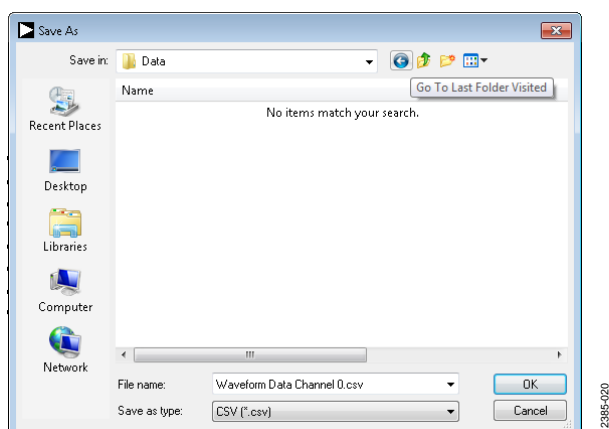 Save As
Save in:
Data
Go To Last Folder Visited
Name
No items match your search.
Recent Places
Desktop
Libraries
Computer
Network
File name:
Waveform Data Channel 0.csv
OK
Save as type:
CSV (*.csv)
Cancel
2385-020